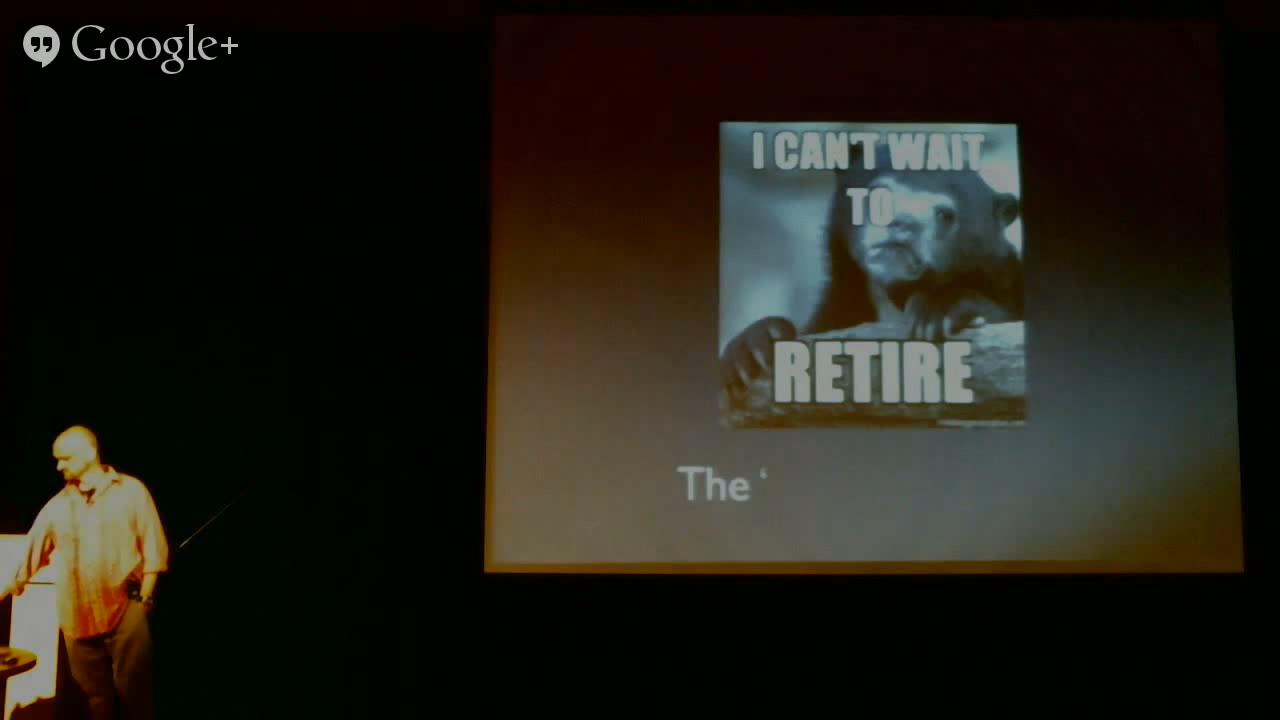 Google+
I CAN'T WAIT
TO
RETIRE
The ‘